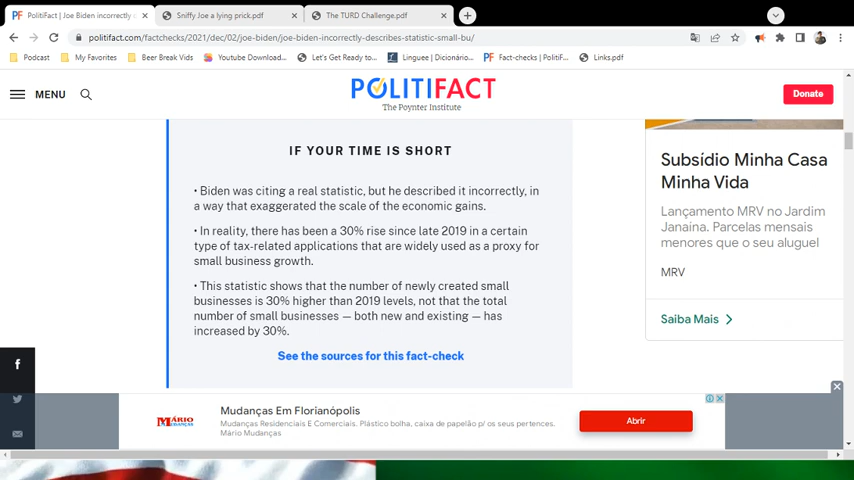 PolitiFact | Joe Biden incorrectly
Sniffy Joe a lying prick.pdf
The TURD Challenge.pdf
politifact.com/factchecks/2021/dec/02/joe-biden/joe-biden-incorrectly-describes-statistic-small-bu/
Podcast
My Favorites
Beer Break Vids
Youtube Download...
Let's Get Ready to...
Linguee | Dicionário...
Fact-checks | PolitiF...
Links.pdf
MENU
POLITIFACT
The Poynter Institute
Donate
IF YOUR TIME IS SHORT
• Biden was citing a real statistic, but he described it incorrectly, in
a way that exaggerated the scale of the economic gains.
• In reality, there has been a 30% rise since late 2019 in a certain
type of tax-related applications that are widely used as a proxy for
small business growth.
• This statistic shows that the number of newly created small
businesses is 30% higher than 2019 levels, not that the total
number of small businesses — both new and existing — has
increased by 30%.
See the sources for this fact-check
Subsídio Minha Casa
Minha Vida
Lançamento MRV no Jardim
Janaina. Parcelas mensais
menores que o seu aluguel
MRV
Saiba Mais
MÁRIO
MUDANÇAS
Mudanças Em Florianópolis
Mudanças Residenciais E Comerciais. Plástico bolha, caixa de papelão p/ os seus pertences.
Mário Mudanças
Abrir